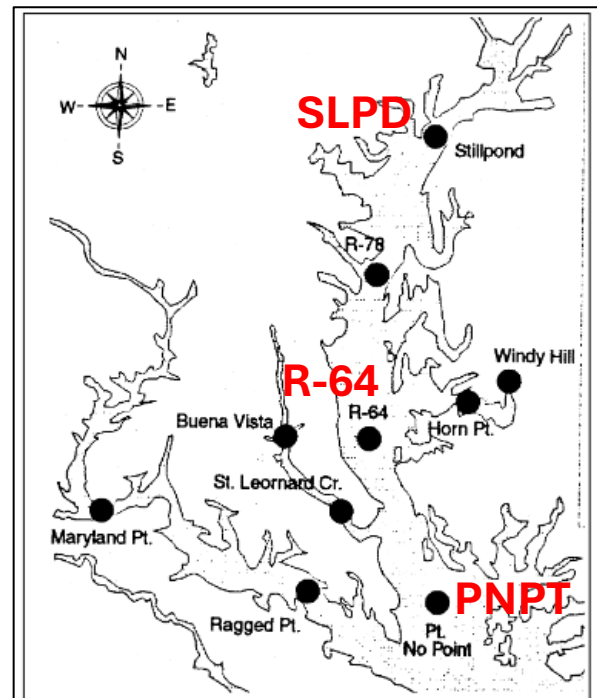 N
W
E
S
SLPD
Stillpond
R-78
Windy Hill
R-64
Buena Vista
R-64
Horn Pt.
St. Leornard Cr.
Maryland Pt.
PNPT
Ragged Pt.
Pt.
No Point